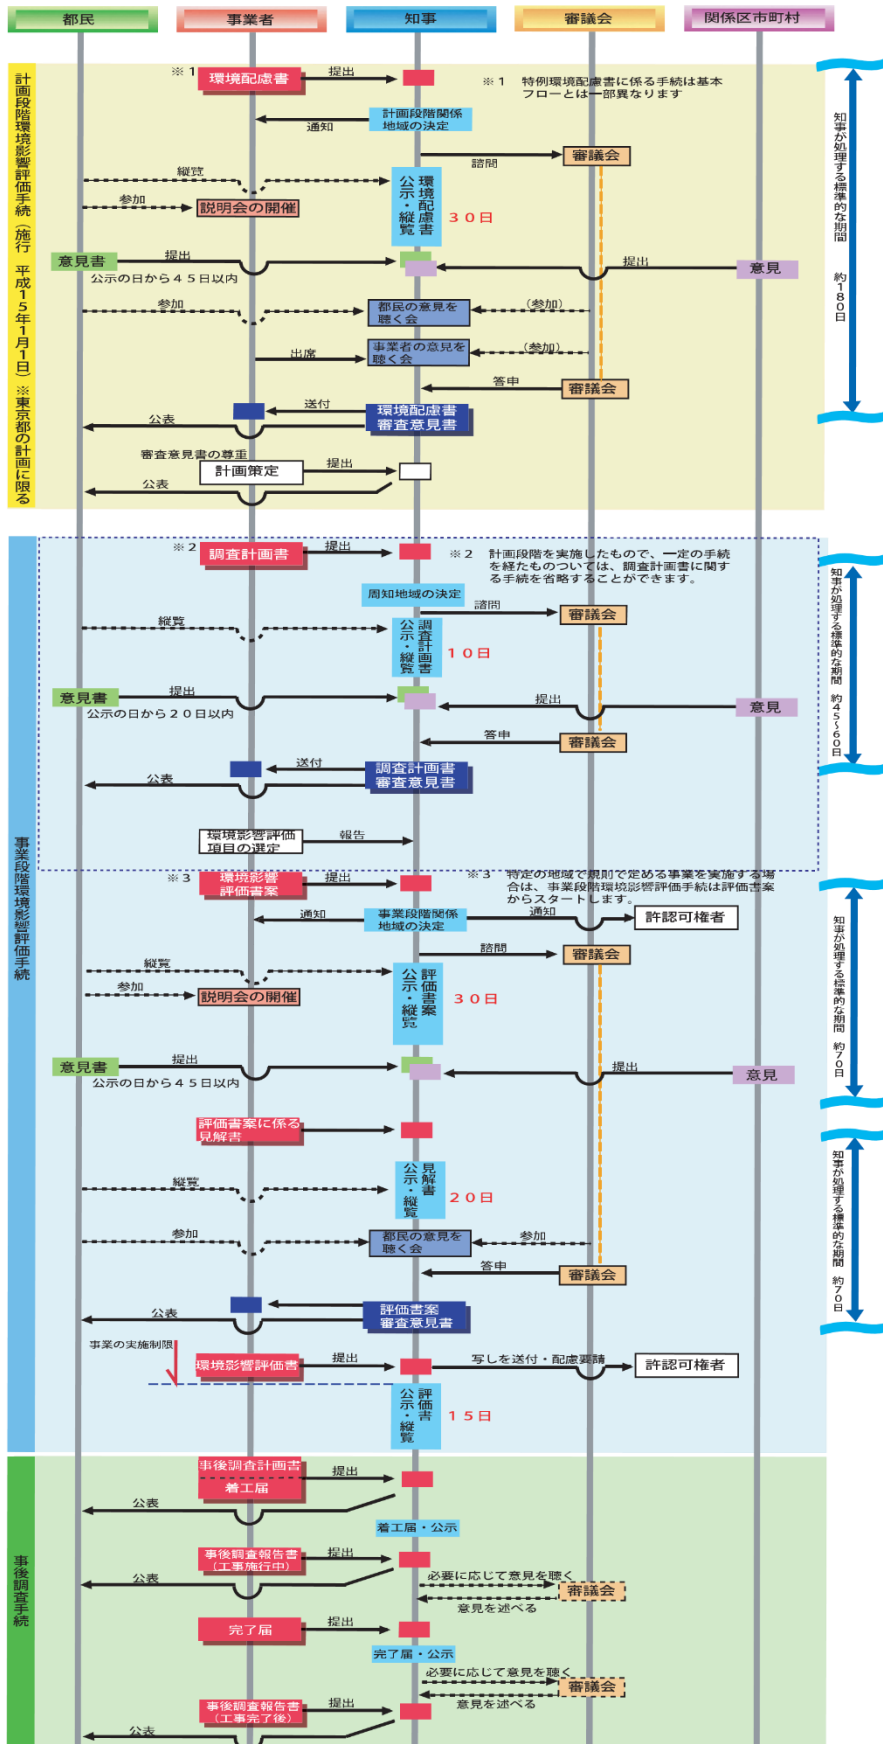 都民
事業者
知事
審議会
関係区市町村
計画段階環境影響評価手続（施行　平成15年1月1日）※東京都の計画に限る
※1
環境配慮書
提出
※1　特例環境配慮書に係る手続は基本
フローとは一部異なります
通知
計画段階関係
地域の決定
諮問
審議会
縦覧
環境配慮書
公示・縦覧
30日
参加
説明会の開催
意見書
提出
公示の日から45日以内
提出
意見
参加
都民の意見を
聴く会
（参加）
出席
事業者の意見を
聴く会
（参加）
答申
審議会
送付
環境配慮書
審査意見書
公表
審査意見書の尊重
計画策定
提出
公表
知事が処理する標準的な期間　約180日
事業段階環境影響評価手続
※2
調査計画書
提出
※2　計画段階を実施したもので、一定の手続
を経たものついては、調査計画書に関す
る手続を省略することができます。
周知地域の決定
諮問
審議会
縦覧
調査計画書
公示・縦覧
10日
意見書
提出
公示の日から20日以内
提出
意見
答申
審議会
送付
調査計画書
審査意見書
公表
環境影響評価
項目の選定
報告
知事が処理する標準的な期間　約45～60日
※3
環境影響
評価書案
提出
※3　特定の地域で規則で定める事業を実施する場
合は、事業段階環境影響評価手続は評価書案
からスタートします。
通知
事業段階関係
地域の決定
通知
許認可権者
諮問
審議会
縦覧
評価書案
公示・縦覧
30日
参加
説明会の開催
意見書
提出
公示の日から45日以内
提出
意見
知事が処理する標準的な期間　約70日
評価書案に係る
見解書
縦覧
見解書
公示・縦覧
20日
参加
都民の意見を
聴く会
参加
答申
審議会
評価書案
審査意見書
公表
知事が処理する標準的な期間　約70日
事業の実施制限
環境影響評価書
提出
写しを送付・配慮要請
許認可権者
評価書
公示・縦覧
15日
事後調査手続
事後調査計画書
着工届
提出
公表
着工届・公示
事後調査報告書
（工事施行中）
提出
公表
必要に応じて意見を聴く
審議会
意見を述べる
完了届
提出
完了届・公示
必要に応じて意見を聴く
審議会
意見を述べる
事後調査報告書
（工事完了後）
提出
公表